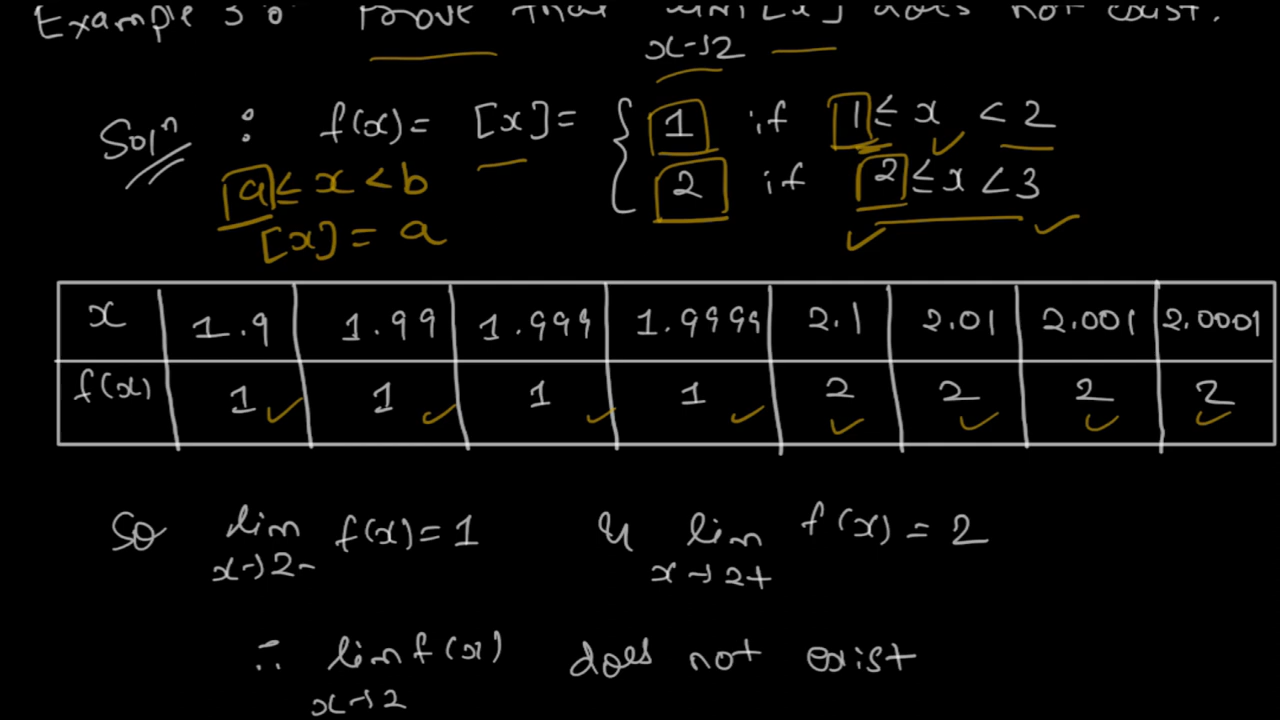 Example 3 : Prove that lim [x] does not exist.
x→2
Solⁿ : f(x) = [x] = { 1 if 1 ≤ x < 2
2 if 2 ≤ x < 3
a ≤ x < b
[x] = a
x 1.9 1.99 1.999 1.9999 2.1 2.01 2.001 2.0001
f(x) 1 1 1 1 2 2 2 2
So lim f(x) = 1 & lim f(x) = 2
x→2- x→2+
∴ lim f(x) does not exist
x→2